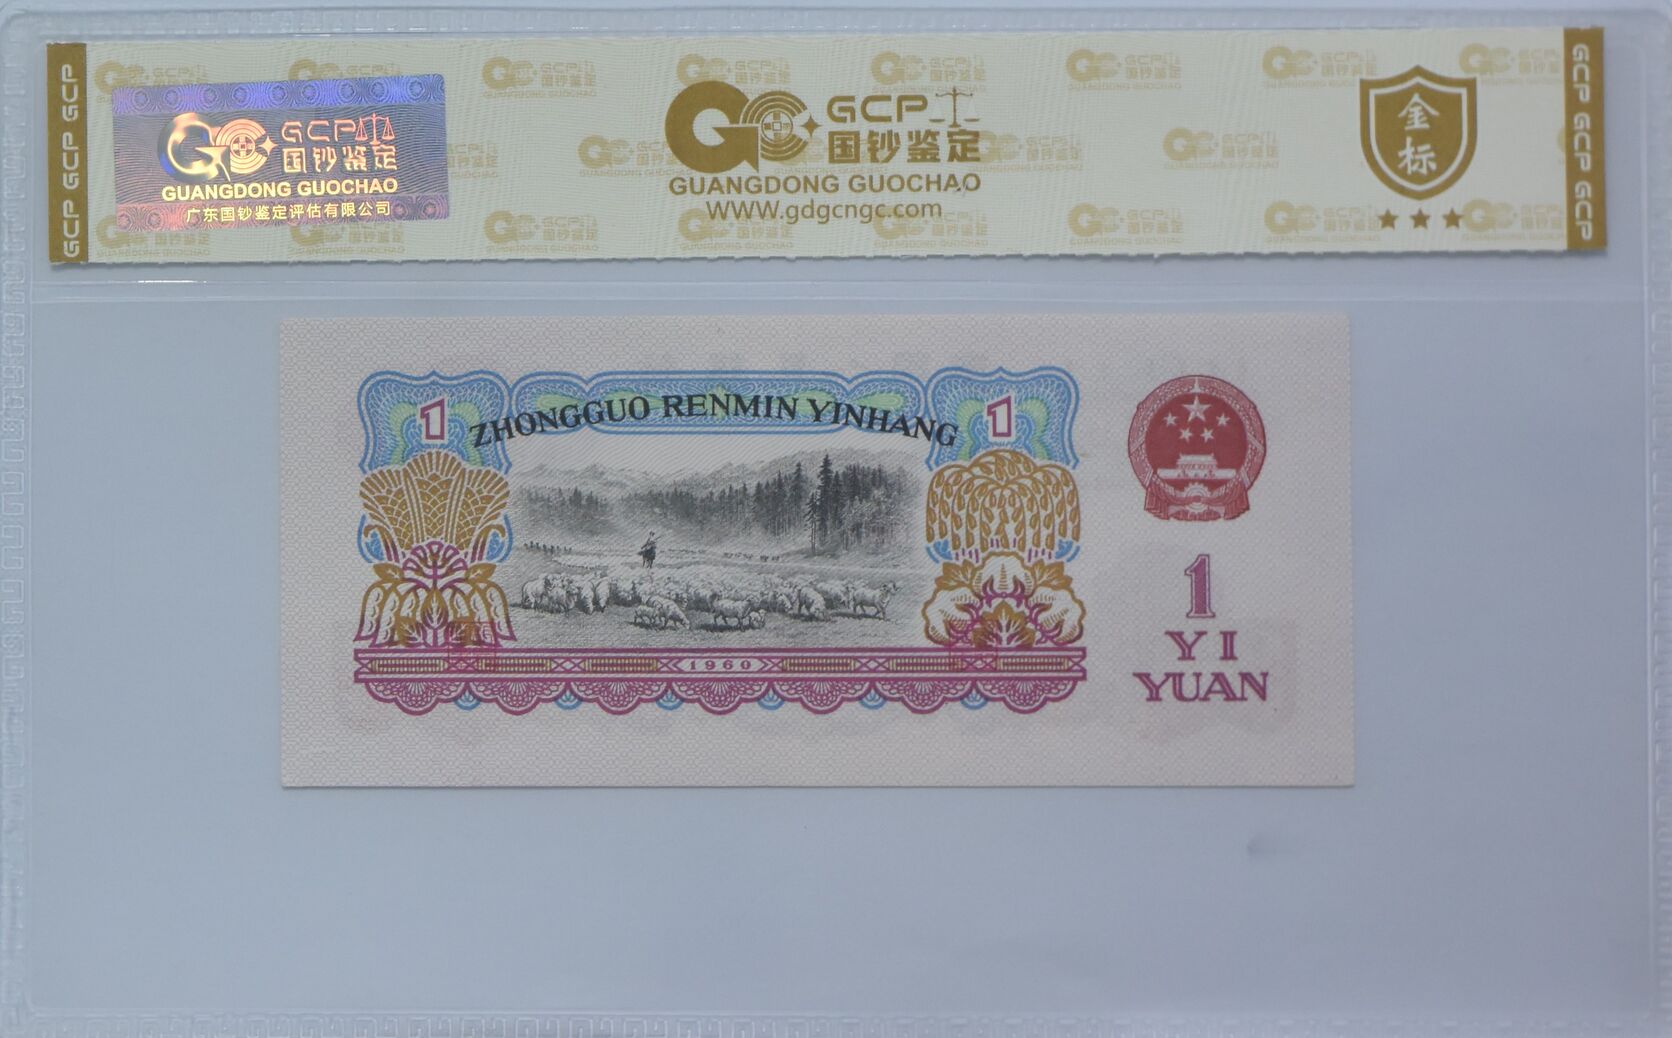 GCP GCP GCP
GCP
国钞鉴定
GUANGDONG GUOCHAO
广东国钞鉴定评估有限公司
GCP
国钞鉴定
GUANGDONG GUOCHAO
WWW.gdgcngc.com
金
标
GCP GCP GCP
1
ZHONGGUO RENMIN YINHANG
1
1960
1
YI
YUAN